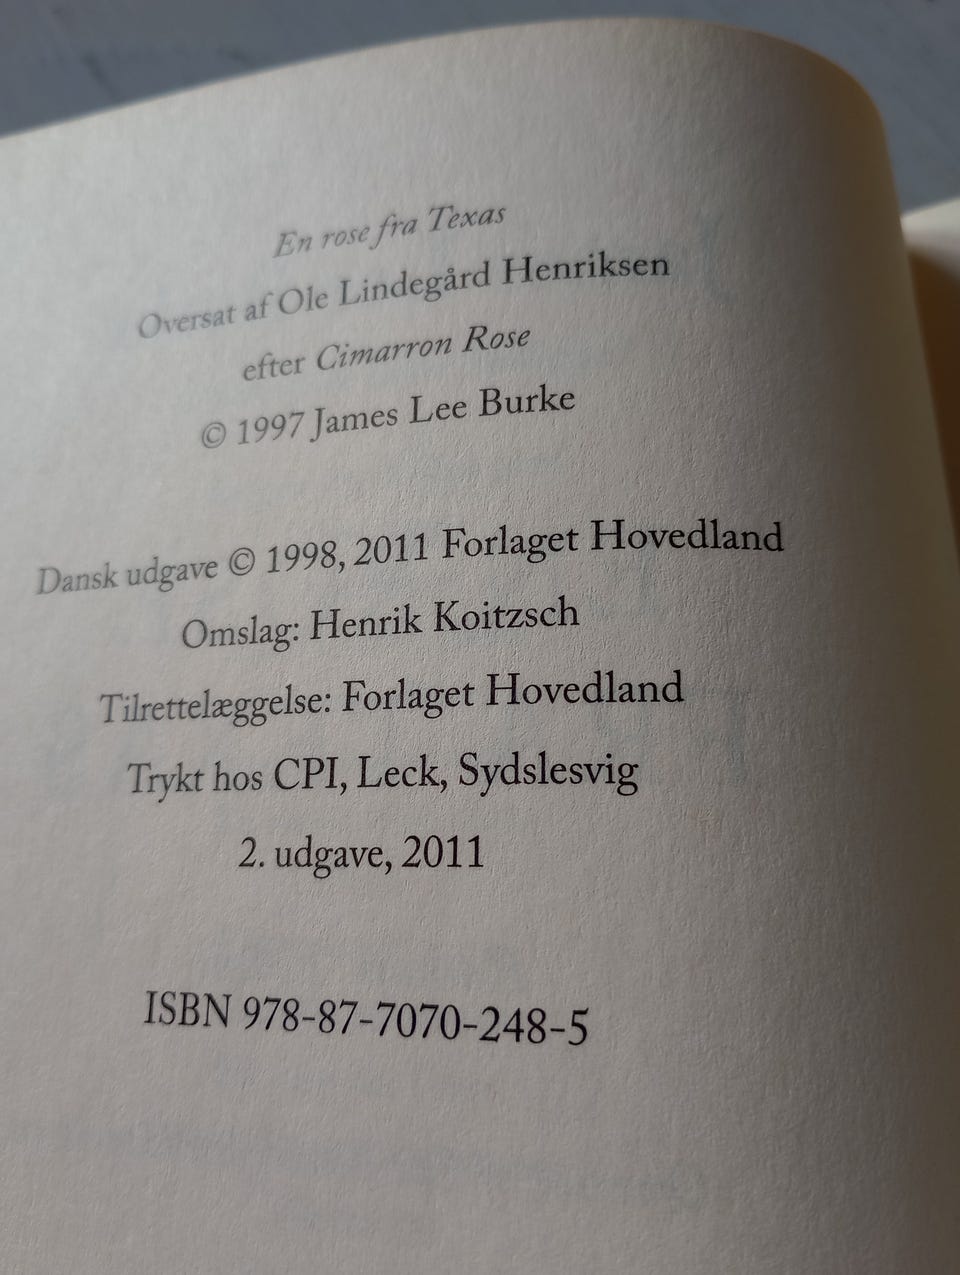 En rose fra Texas
Oversat af Ole Lindegård Henriksen
efter Cimarron Rose
© 1997 James Lee Burke
Dansk udgave © 1998, 2011 Forlaget Hovedland
Omslag: Henrik Koitzsch
Tilrettelæggelse: Forlaget Hovedland
Trykt hos CPI, Leck, Sydslesvig
2. udgave, 2011
ISBN 978-87-7070-248-5